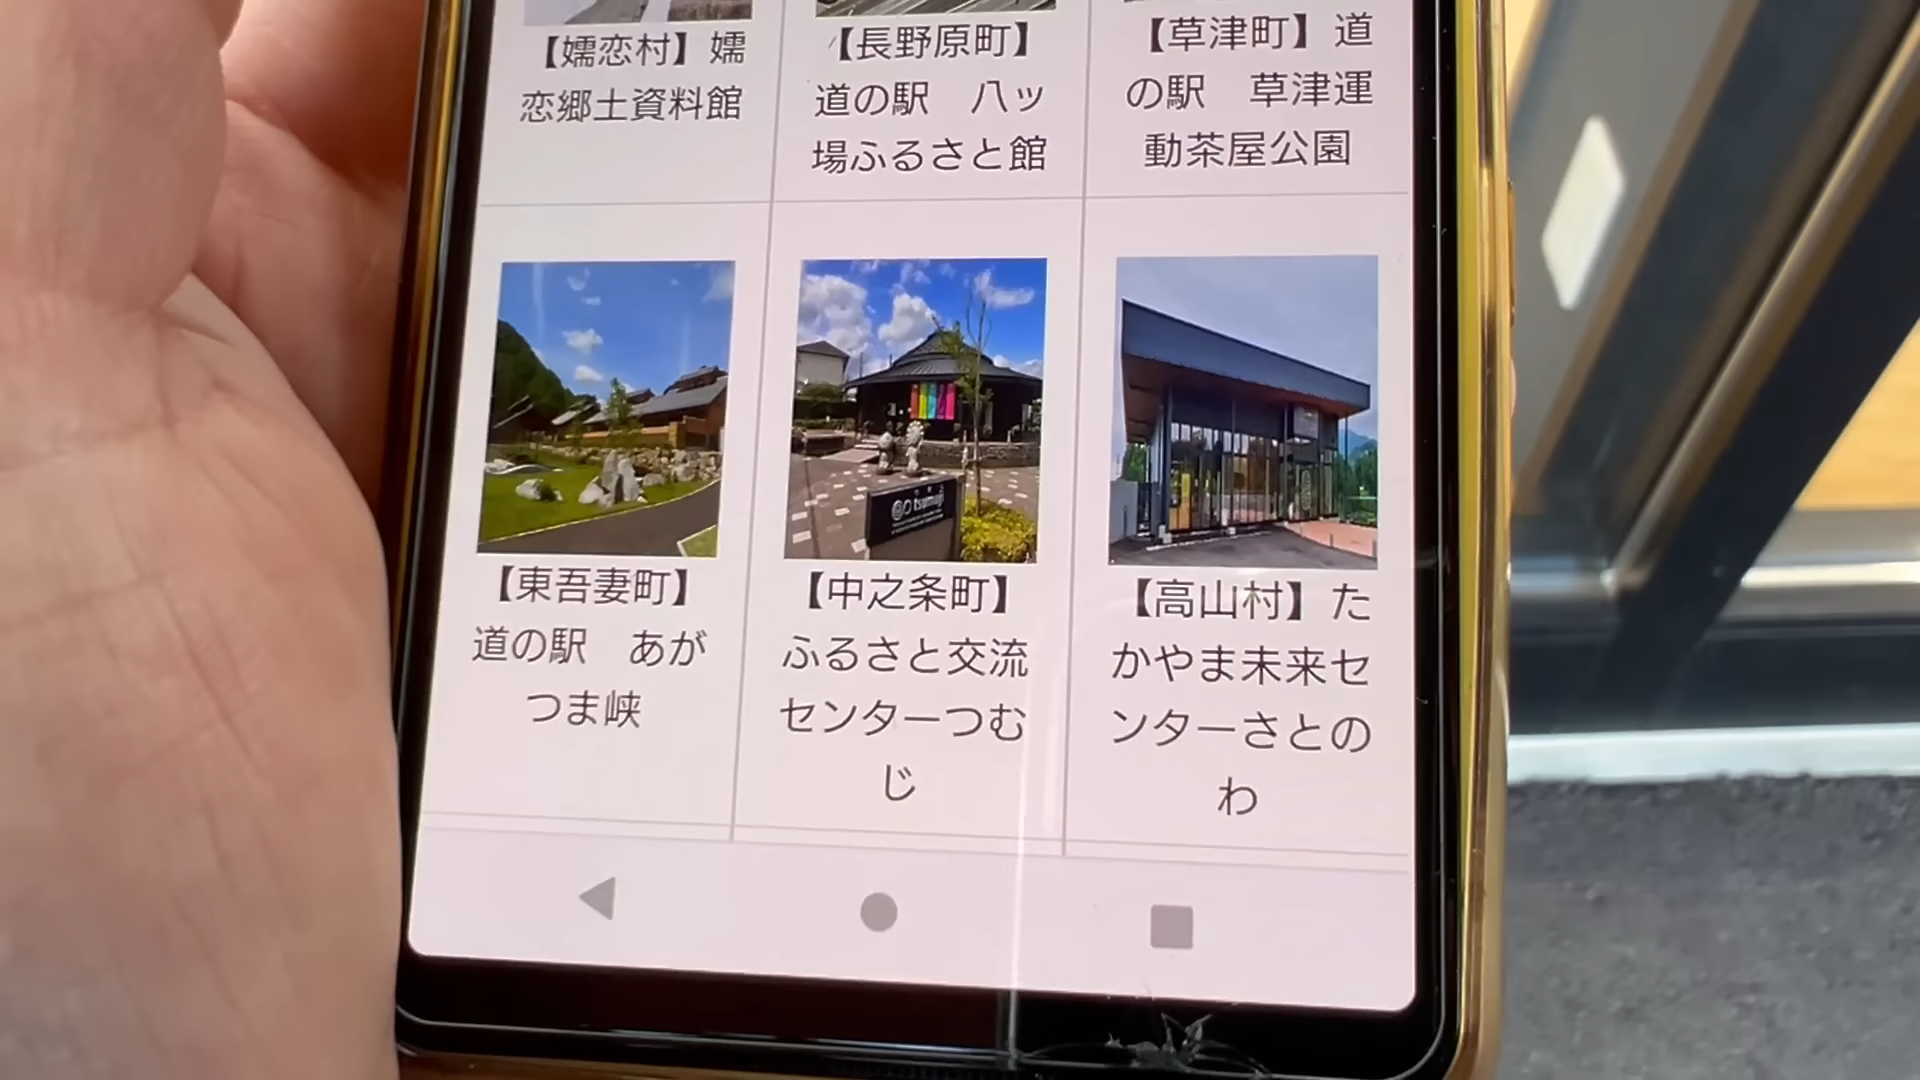 【嬬恋村】嬬
恋郷土資料館
【長野原町】
道の駅　八ッ
場ふるさと館
【草津町】道
の駅　草津運
動茶屋公園
tsumuji
【東吾妻町】
道の駅　あが
つま峡
【中之条町】
ふるさと交流
センターつむ
じ
【高山村】た
かやま未来セ
ンターさとの
わ